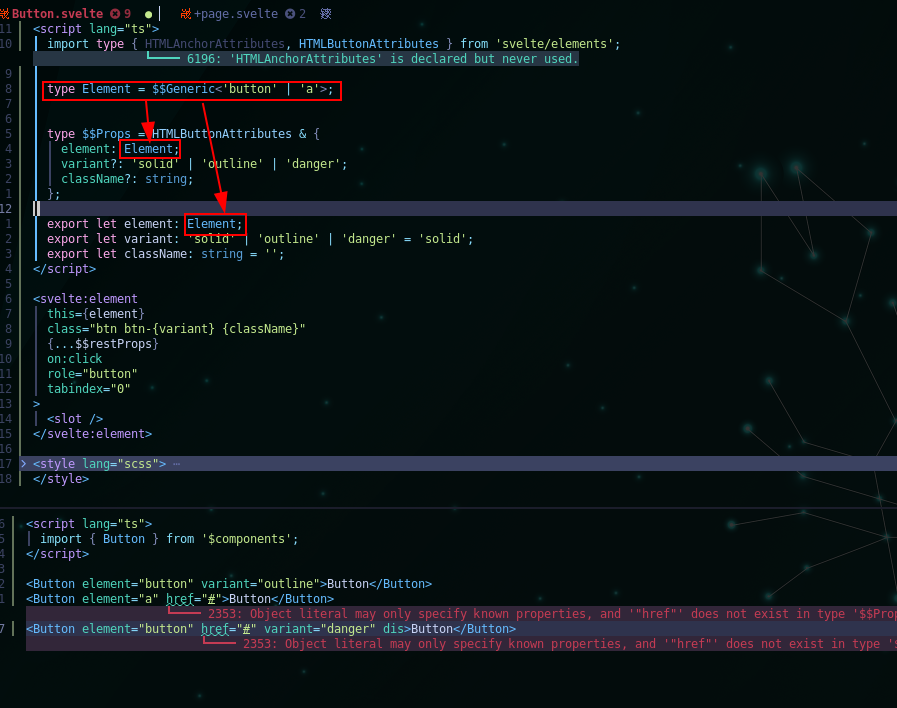 Button.svelte 9 ● +page.svelte 2
11 <script lang="ts">
10 import type { HTMLAnchorAttributes, HTMLButtonAttributes } from 'svelte/elements';
6196: 'HTMLAnchorAttributes' is declared but never used.
9
8 type Element = $$Generic<'button' | 'a'>;
7
6
5 type $$Props = HTMLButtonAttributes & {
4 element: Element;
3 variant?: 'solid' | 'outline' | 'danger';
2 className?: string;
1 };
12
1 export let element: Element;
2 export let variant: 'solid' | 'outline' | 'danger' = 'solid';
3 export let className: string = '';
4 </script>
5
6 <svelte:element
7 this={element}
8 class="btn btn-{variant} {className}"
9 {...$$restProps}
10 on:click
11 role="button"
12 tabindex="0"
13 >
14 <slot />
15 </svelte:element>
16
17 > <style lang="scss"> ⋯
18 </style>
6 <script lang="ts">
5 import { Button } from '$components';
4 </script>
3
2 <Button element="button" variant="outline">Button</Button>
1 <Button element="a" href="#">Button</Button>
2353: Object literal may only specify known properties, and '"href"' does not exist in type '$$Prop
7 <Button element="button" href="#" variant="danger" dis>Button</Button>
2353: Object literal may only specify known properties, and '"href"' does not exist in type '